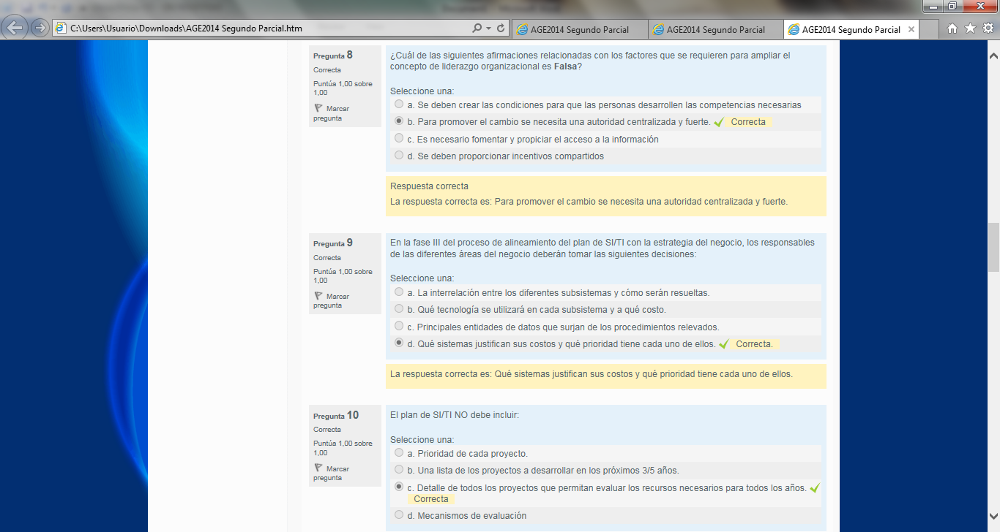 C:\Users\Usuario\Downloads\AGE2014 Segundo Parcial.htm
AGE2014 Segundo Parcial
AGE2014 Segundo Parcial
AGE2014 Segundo Parcial
Pregunta 8
Correcta
Puntúa 1,00 sobre
1,00
Marcar
pregunta
¿Cuál de las siguientes afirmaciones relacionadas con los factores que se requieren para ampliar el
concepto de liderazgo organizacional es Falsa?
Seleccione una:
a. Se deben crear las condiciones para que las personas desarrollen las competencias necesarias
b. Para promover el cambio se necesita una autoridad centralizada y fuerte. Correcta
c. Es necesario fomentar y propiciar el acceso a la información
d. Se deben proporcionar incentivos compartidos
Respuesta correcta
La respuesta correcta es: Para promover el cambio se necesita una autoridad centralizada y fuerte.
Pregunta 9
Correcta
Puntúa 1,00 sobre
1,00
Marcar
pregunta
En la fase III del proceso de alineamiento del plan de SI/TI con la estrategia del negocio, los responsables
de las diferentes áreas del negocio deberán tomar las siguientes decisiones:
Seleccione una:
a. La interrelación entre los diferentes subsistemas y cómo serán resueltas.
b. Qué tecnología se utilizará en cada subsistema y a qué costo.
c. Principales entidades de datos que surjan de los procedimientos relevados.
d. Qué sistemas justifican sus costos y qué prioridad tiene cada uno de ellos. Correcta.
La respuesta correcta es: Qué sistemas justifican sus costos y qué prioridad tiene cada uno de ellos.
Pregunta 10
Correcta
Puntúa 1,00 sobre
1,00
Marcar
pregunta
El plan de SI/TI NO debe incluir:
Seleccione una:
a. Prioridad de cada proyecto.
b. Una lista de los proyectos a desarrollar en los próximos 3/5 años.
c. Detalle de todos los proyectos que permitan evaluar los recursos necesarios para todos los años.
Correcta
d. Mecanismos de evaluación